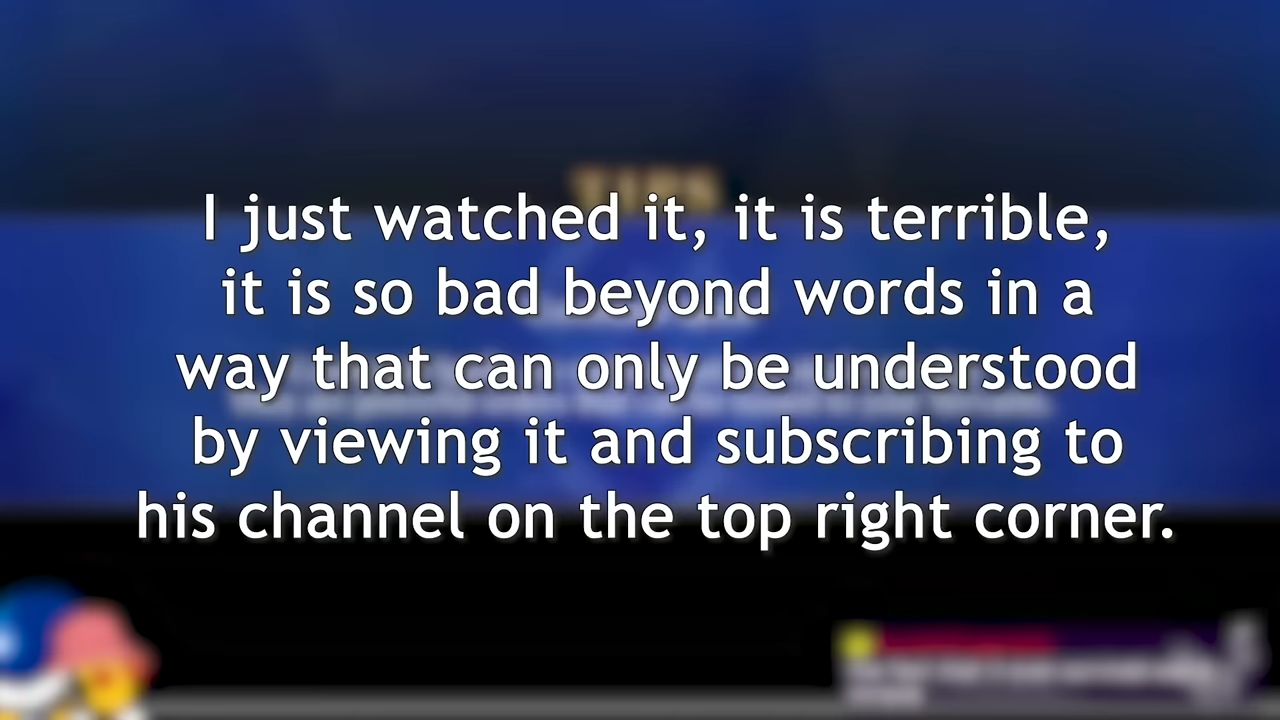 TIPS
I just watched it, it is terrible,
it is so bad beyond words in a
way that can only be understood
by viewing it and subscribing to
his channel on the top right corner.